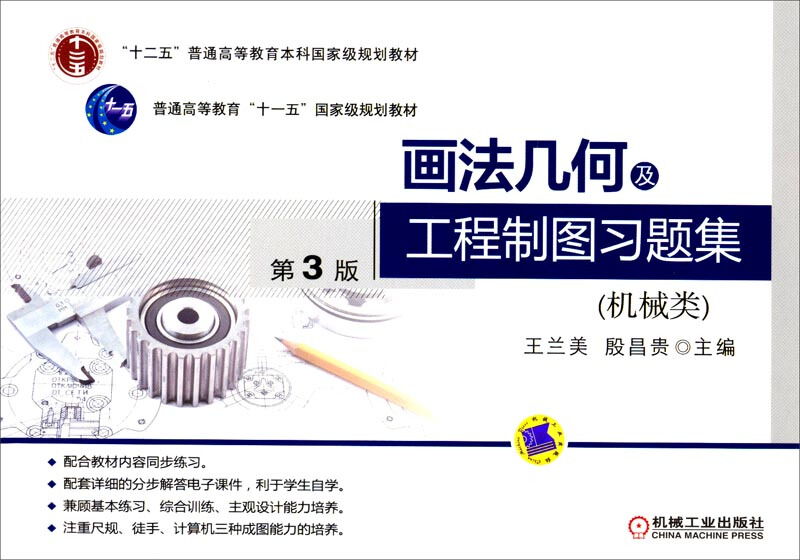 “十二五”普通高等教育本科国家级规划教材
十一五
普通高等教育“十一五”国家级规划教材
画法几何及
工程制图习题集
第3版
(机械类)
王兰美 殷昌贵◎主编
ОТКРЫ
ОТ СЕТИ
◆ 配合教材内容同步练习。
◆ 配套详细的分步解答电子课件,利于学生自学。
◆ 兼顾基本练习、综合训练、主观设计能力培养。
◆ 注重尺规、徒手、计算机三种成图能力的培养。
机械工业出版社
CHINA MACHINE PRESS